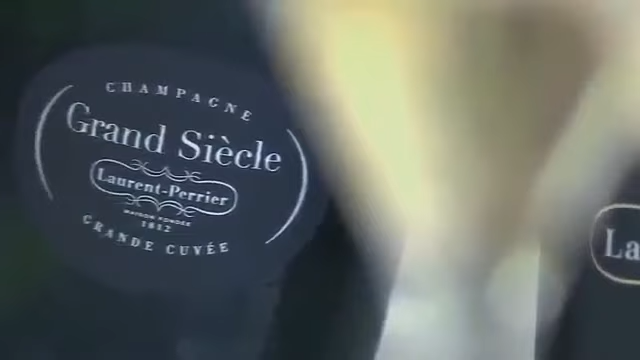 CHAMPAGNE
Grand Siècle
Laurent-Perrier
MAISON FONDÉE
1812
GRANDE CUVÉE
La